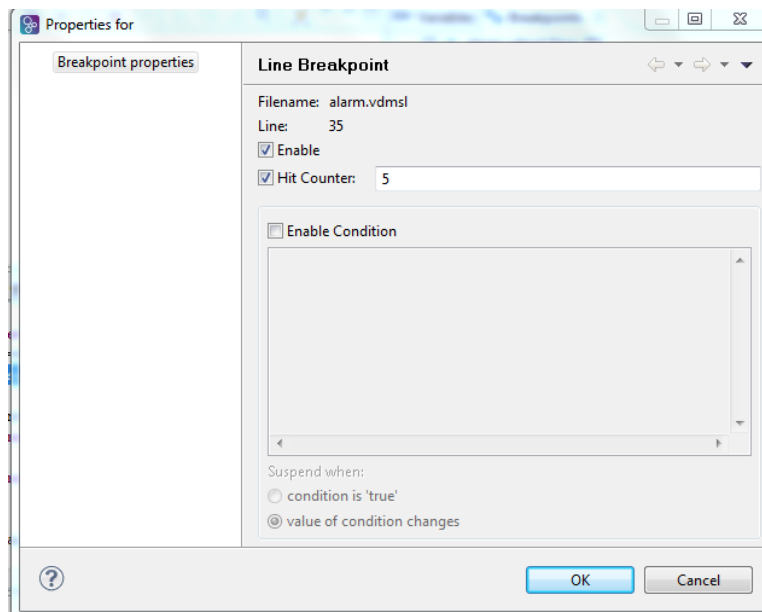 Properties for
Breakpoint properties
Line Breakpoint
Filename: alarm.vdmsl
Line: 35
Enable
Hit Counter: 5
Enable Condition
Suspend when:
condition is 'true'
value of condition changes
OK Cancel